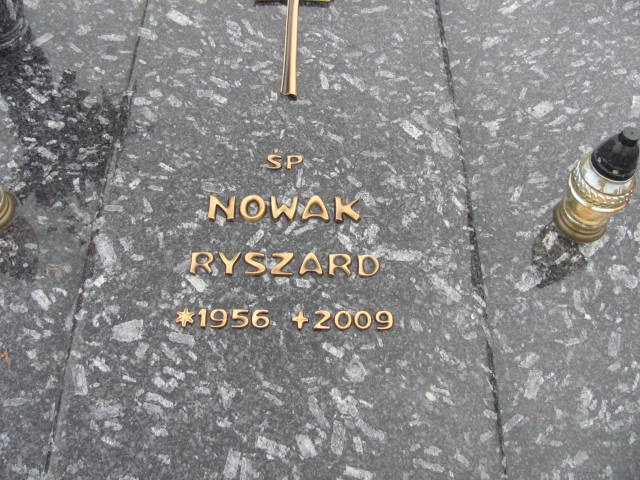 ŚP
NOWAK
RYSZARD
*1956 +2009